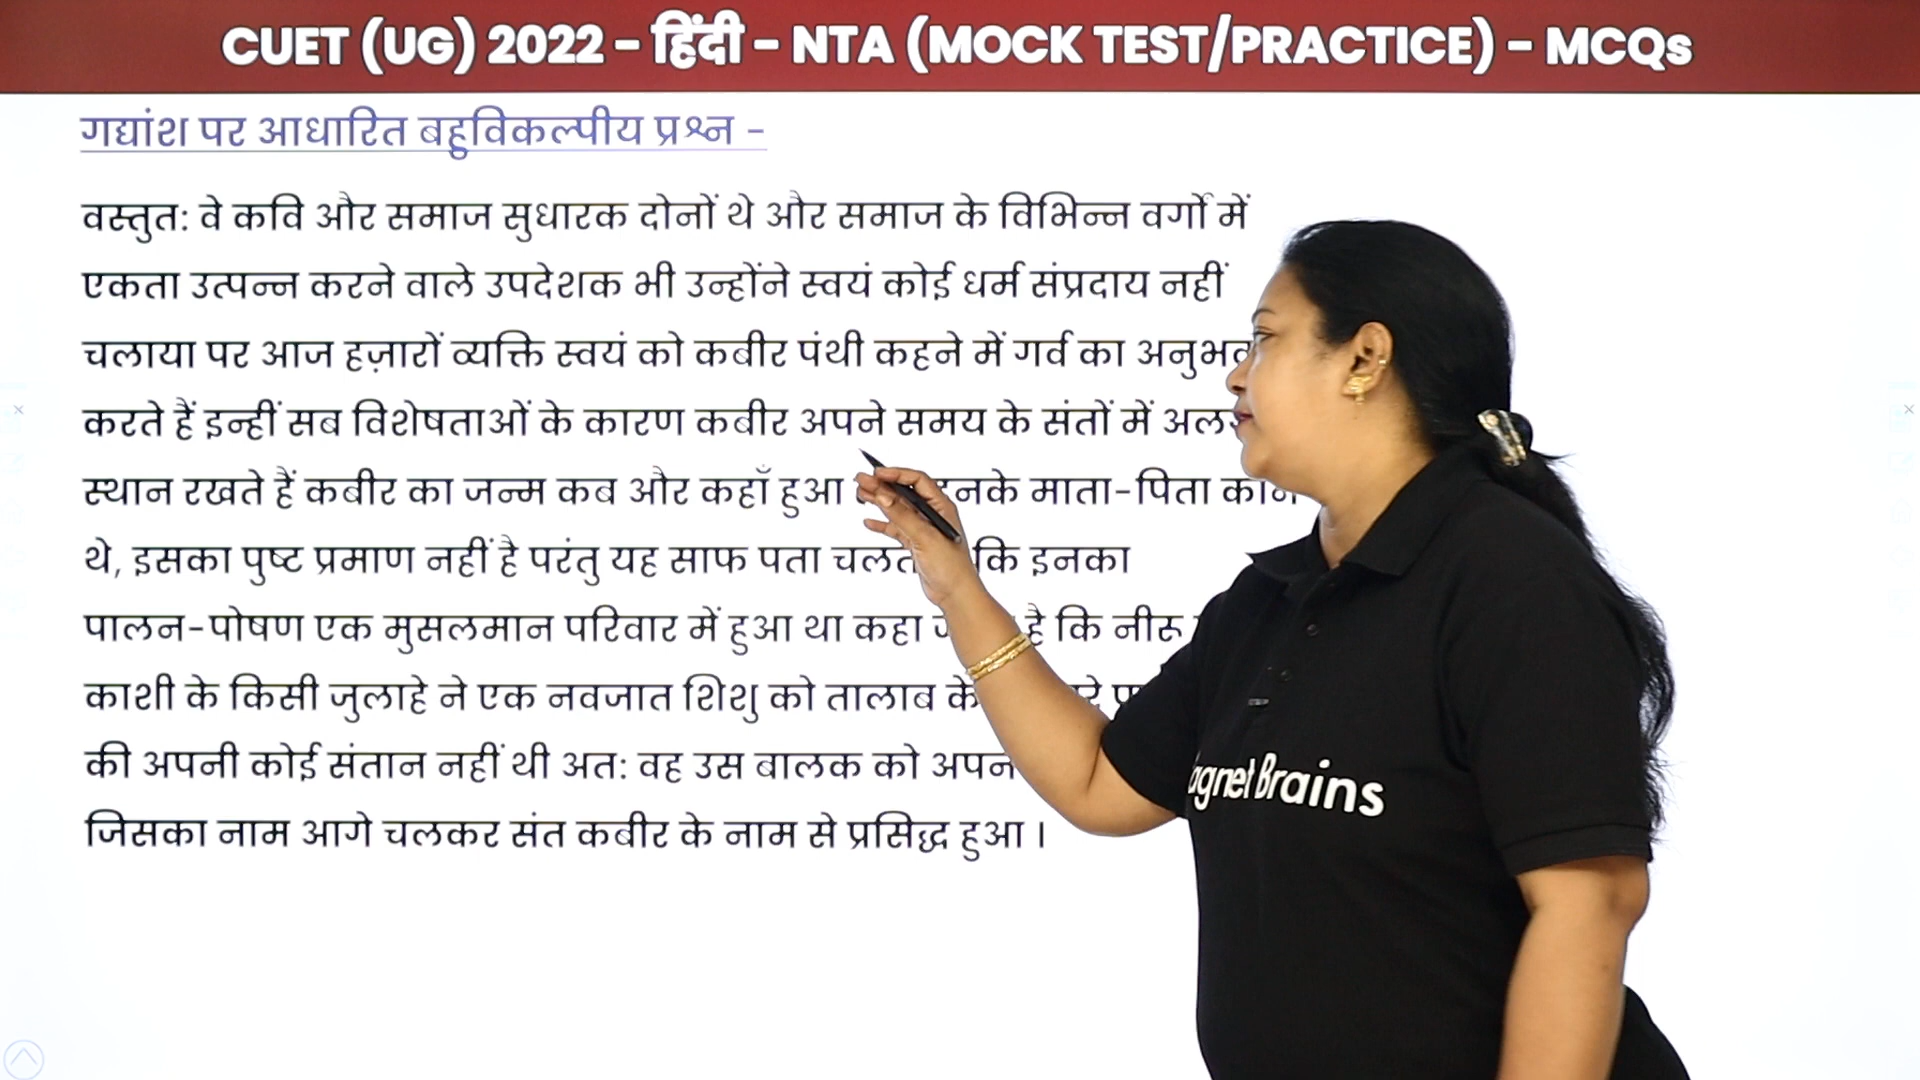 CUET (UG) 2022 – हिंदी – NTA (MOCK TEST/PRACTICE) – MCQs
गद्यांश पर आधारित बहुविकल्पीय प्रश्न -
वस्तुत: वे कवि और समाज सुधारक दोनों थे और समाज के विभिन्न वर्गों में
एकता उत्पन्न करने वाले उपदेशक भी उन्होंने स्वयं कोई धर्म संप्रदाय नहीं
चलाया पर आज हज़ारों व्यक्ति स्वयं को कबीर पंथी कहने में गर्व का अनुभव
करते हैं इन्हीं सब विशेषताओं के कारण कबीर अपने समय के संतों में
स्थान रखते हैं कबीर का जन्म कब और कहाँ हुआ माता-पिता कौन
थे, इसका पुष्ट प्रमाण नहीं है परंतु यह साफ पता कि इनका
पालन-पोषण एक मुसलमान परिवार में हुआ था कहा है कि नीरू
काशी के किसी जुलाहे ने एक नवजात शिशु को तालाब के
की अपनी कोई संतान नहीं थी अत: वह उस बालक को
जिसका नाम आगे चलकर संत कबीर के नाम से प्रसिद्ध हुआ ।
Brains